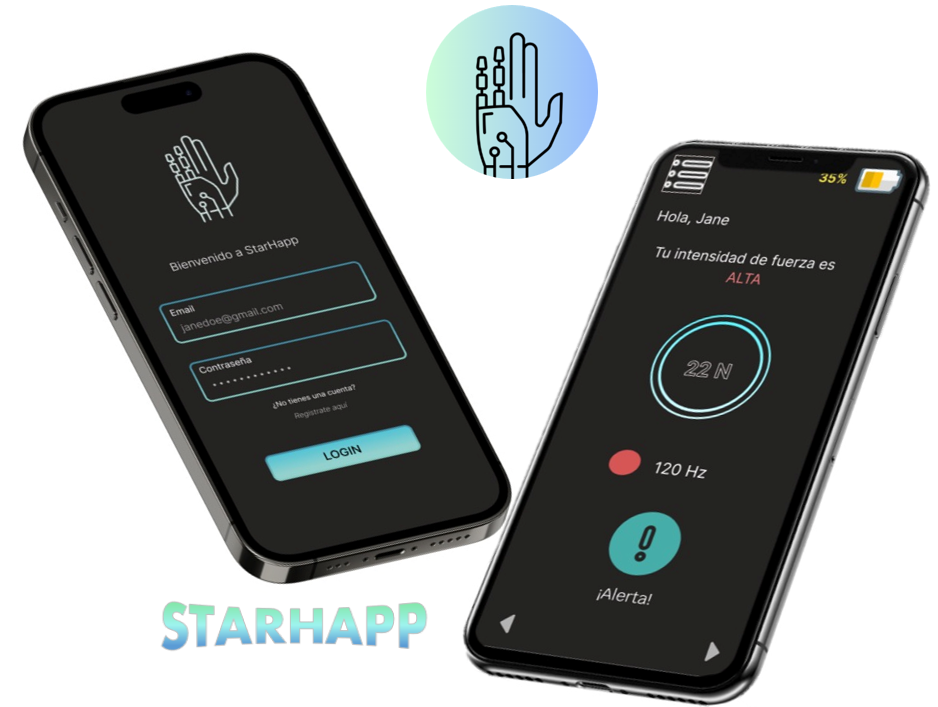 Bienvenido a StarHapp
Email
janedoe@gmail.com
Contraseña
************
¿No tienes una cuenta?
Registrate aquí
LOGIN
STARHAPP
35%
Hola, Jane
Tu intensidad de fuerza es
ALTA
22 N
120 Hz
!
¡Alerta!